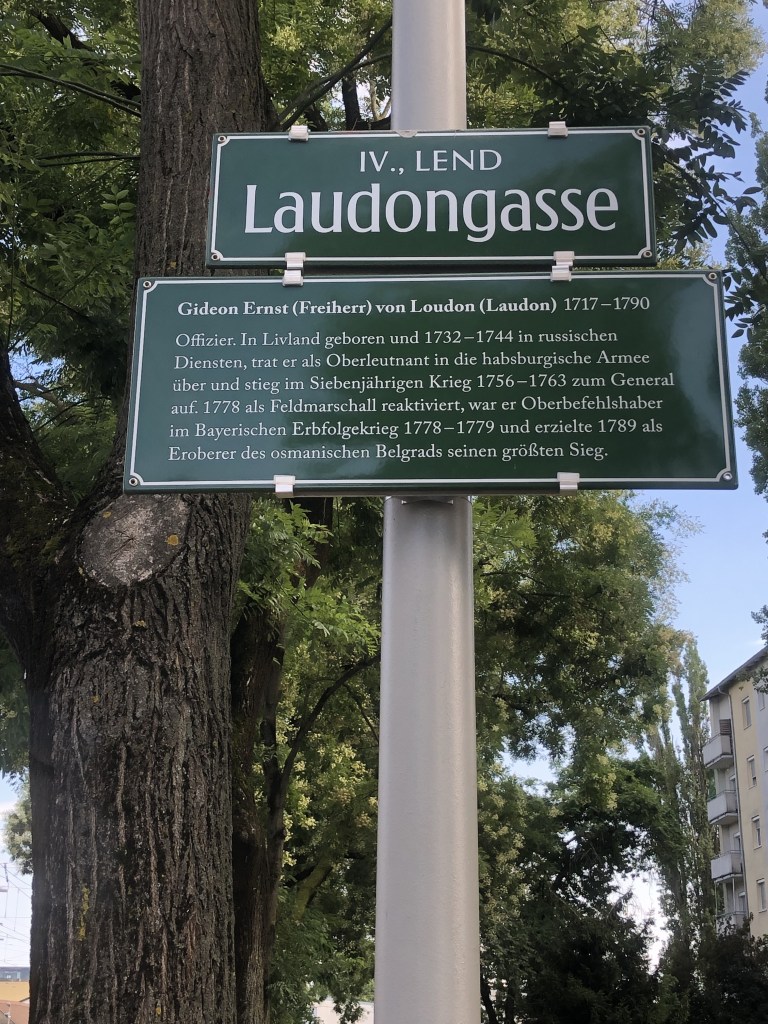 IV., LEND
Laudongasse
Gideon Ernst (Freiherr) von Loudon (Laudon) 1717–1790
Offizier. In Livland geboren und 1732–1744 in russischen
Diensten, trat er als Oberleutnant in die habsburgische Armee
über und stieg im Siebenjährigen Krieg 1756–1763 zum General
auf. 1778 als Feldmarschall reaktiviert, war er Oberbefehlshaber
im Bayerischen Erbfolgekrieg 1778–1779 und erzielte 1789 als
Eroberer des osmanischen Belgrads seinen größten Sieg.